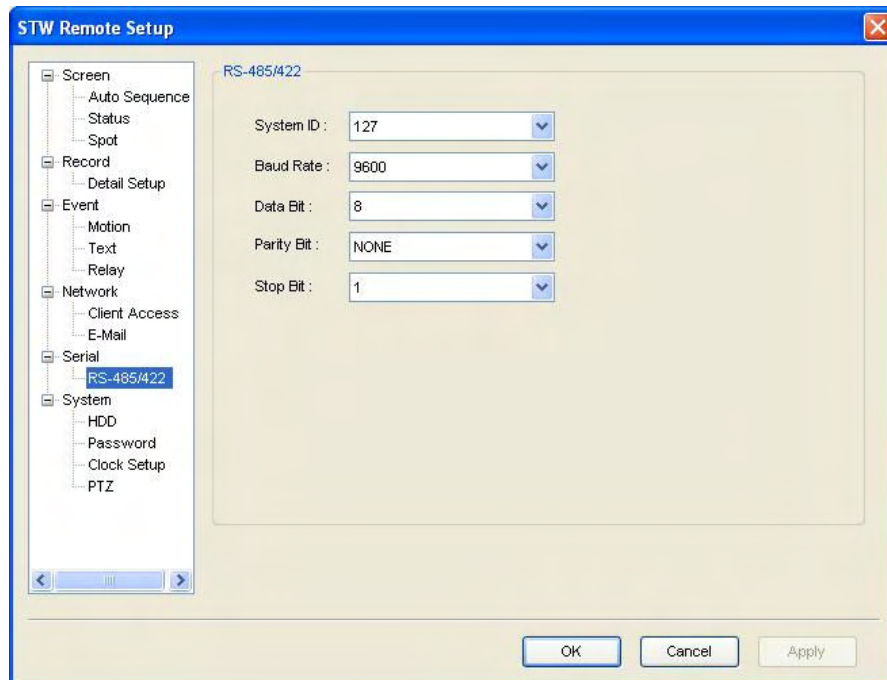 STW Remote Setup
Screen
Auto Sequence
Status
Spot
Record
Detail Setup
Event
Motion
Text
Relay
Network
Client Access
E-Mail
Serial
RS-485/422
System
HDD
Password
Clock Setup
PTZ
RS-485/422
System ID : 127
Baud Rate : 9600
Data Bit : 8
Parity Bit : NONE
Stop Bit : 1
OK Cancel Apply